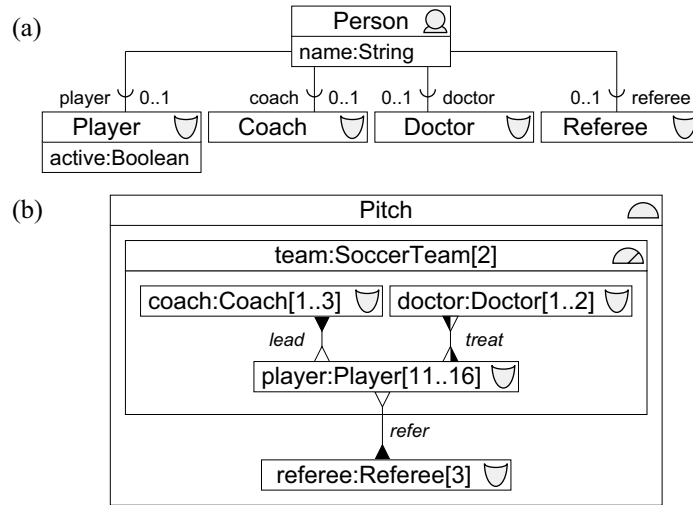 (a)
Person
name:String
player 0..1 coach 0..1 0..1 doctor 0..1 referee
Player Coach Doctor Referee
active:Boolean
(b)
Pitch
team:SoccerTeam[2]
coach:Coach[1..3] doctor:Doctor[1..2]
lead treat
player:Player[11..16]
refer
referee:Referee[3]